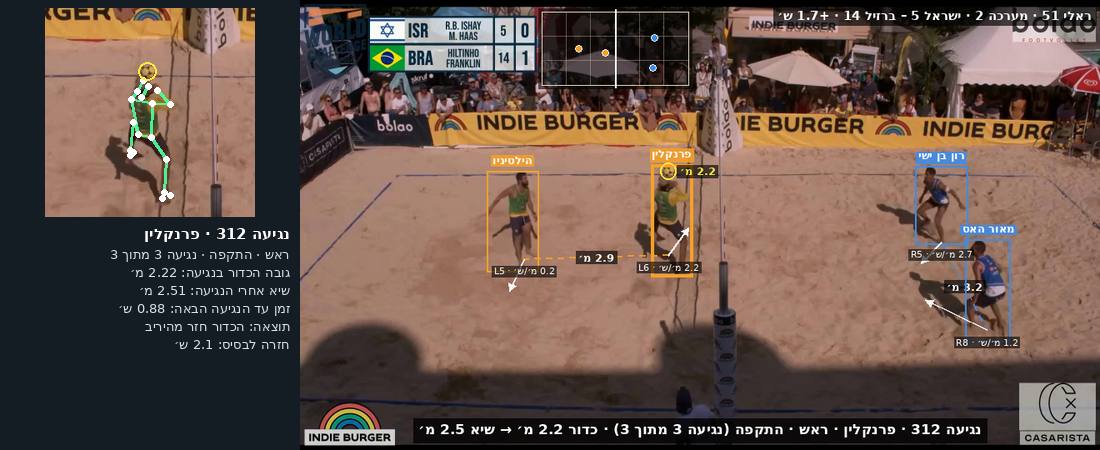 ראלי 51 · מערכה 2 · ישראל 5 – ברזיל 14 · +1.7 ש׳
ISR R.B. ISHAY M. HAAS 5 0
BRA HILTINHO FRANKLIN 14 1
INDIE BURGER
bolao
FOOTVOLLEY
bolao
CASARISTA
INDIE BURGER
INDIE BURGER
bolao
הילטיניו
פרנקלין
רון בן ישי
מאור האס
2.2 מ׳
2.9 מ׳
3.2 מ׳
L5 · 0.2 מ׳/ש׳
L6 · 2.2 מ׳/ש׳
R5 · 2.7 מ׳/ש׳
R8 · 1.2 מ׳/ש׳
נגיעה 312 · פרנקלין
ראש · התקפה · נגיעה 3 מתוך 3
גובה הכדור בנגיעה: 2.22 מ׳
שיא אחרי הנגיעה: 2.51 מ׳
זמן עד הנגיעה הבאה: 0.88 ש׳
תוצאה: הכדור חזר מהיריב
חזרה לבסיס: 2.1 ש׳
INDIE BURGER
נגיעה 312 · פרנקלין · ראש · התקפה (נגיעה 3 מתוך 3) · כדור 2.2 מ׳ → שיא 2.5 מ׳
CASARISTA